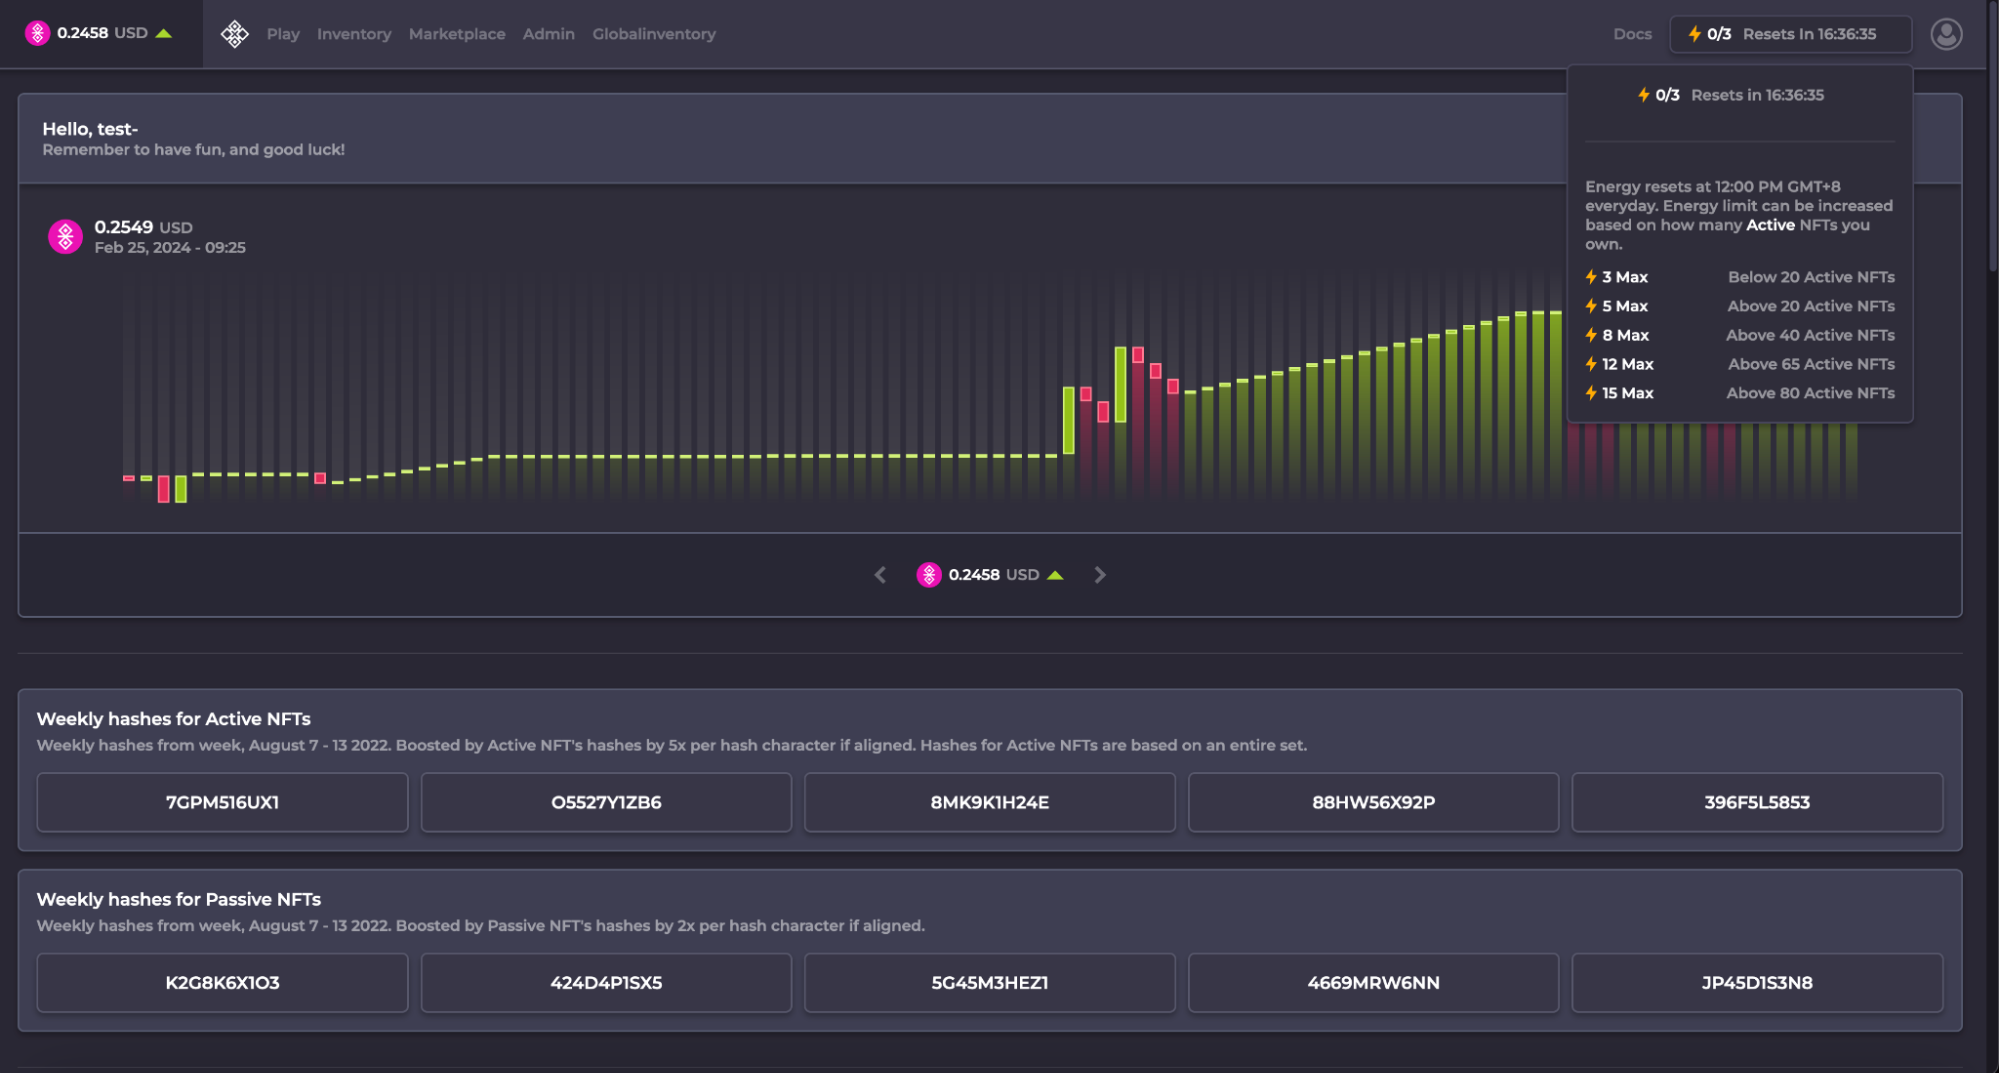 0.2458 USD
Play Inventory Marketplace Admin Globalinventory
Docs
0/3 Resets In 16:36:35
0/3 Resets in 16:36:35
Energy resets at 12:00 PM GMT+8
everyday. Energy limit can be increased
based on how many Active NFTs you
own.
3 Max Below 20 Active NFTs
5 Max Above 20 Active NFTs
8 Max Above 40 Active NFTs
12 Max Above 65 Active NFTs
15 Max Above 80 Active NFTs
Hello, test-
Remember to have fun, and good luck!
0.2549 USD
Feb 25, 2024 - 09:25
0.2458 USD
Weekly hashes for Active NFTs
Weekly hashes from week, August 7 - 13 2022. Boosted by Active NFT's hashes by 5x per hash character if aligned. Hashes for Active NFTs are based on an entire set.
7GPM516UX1 O5527Y1ZB6 8MK9K1H24E 88HW56X92P 396F5L5853
Weekly hashes for Passive NFTs
Weekly hashes from week, August 7 - 13 2022. Boosted by Passive NFT's hashes by 2x per hash character if aligned.
K2G8K6X1O3 424D4P1SX5 5G45M3HEZ1 4669MRW6NN JP45D1S3N8